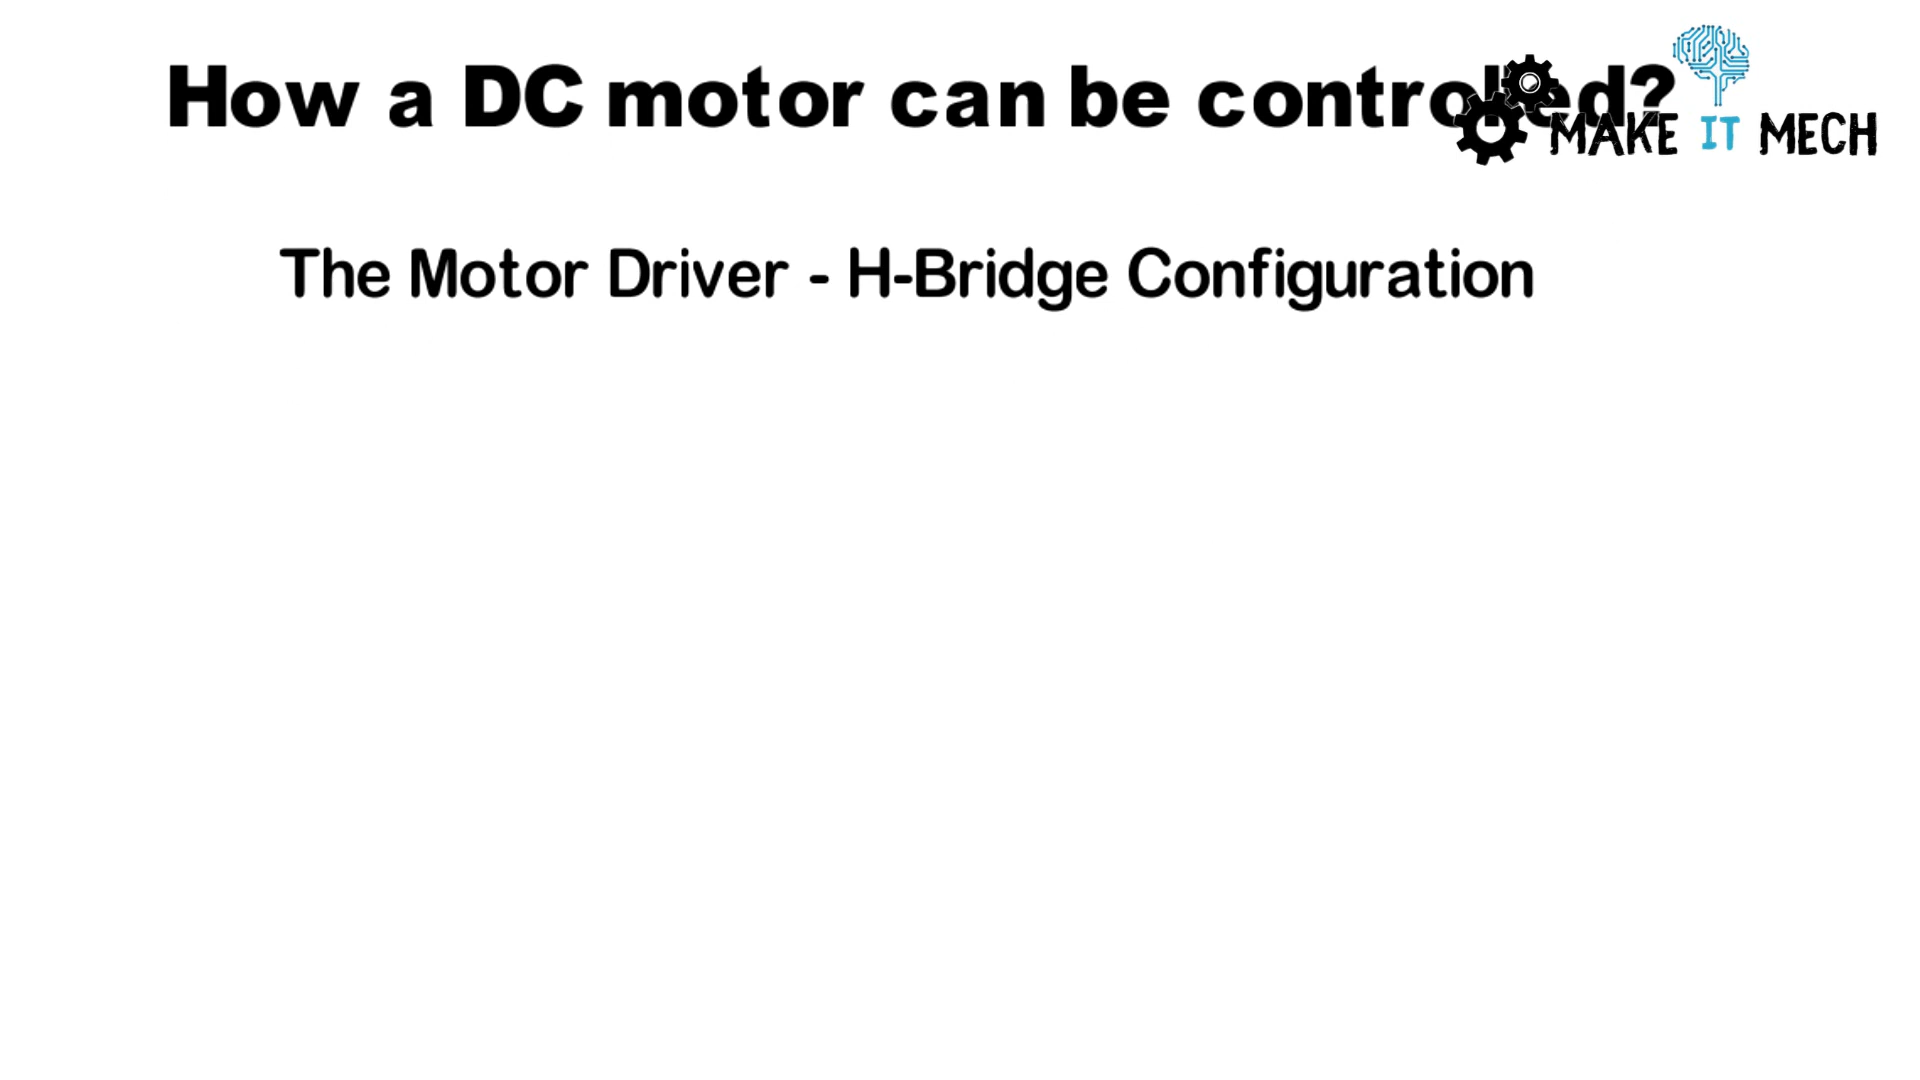 How a DC motor can be controlled?
MAKE IT MECH
The Motor Driver - H-Bridge Configuration